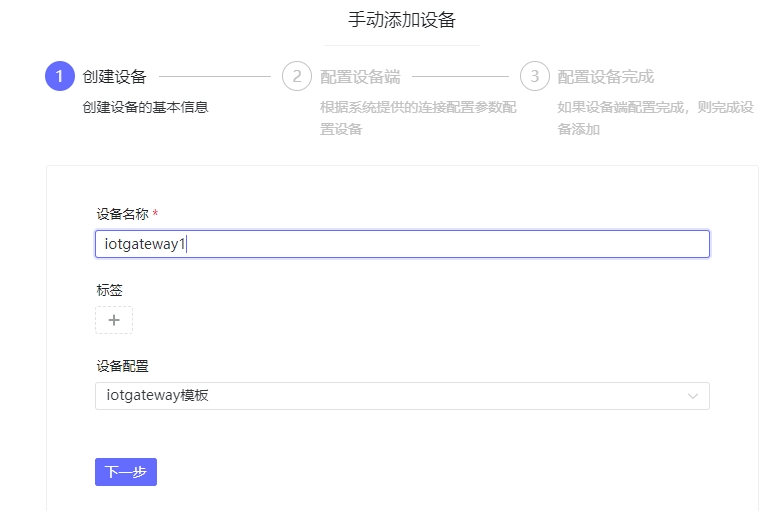 手动添加设备
1 创建设备 2 配置设备端 3 配置设备完成
创建设备的基本信息 根据系统提供的连接配置参数配 如果设备端配置完成，则完成设
置设备 备添加
设备名称 *
iotgateway1
标签
+
设备配置
iotgateway模板
下一步